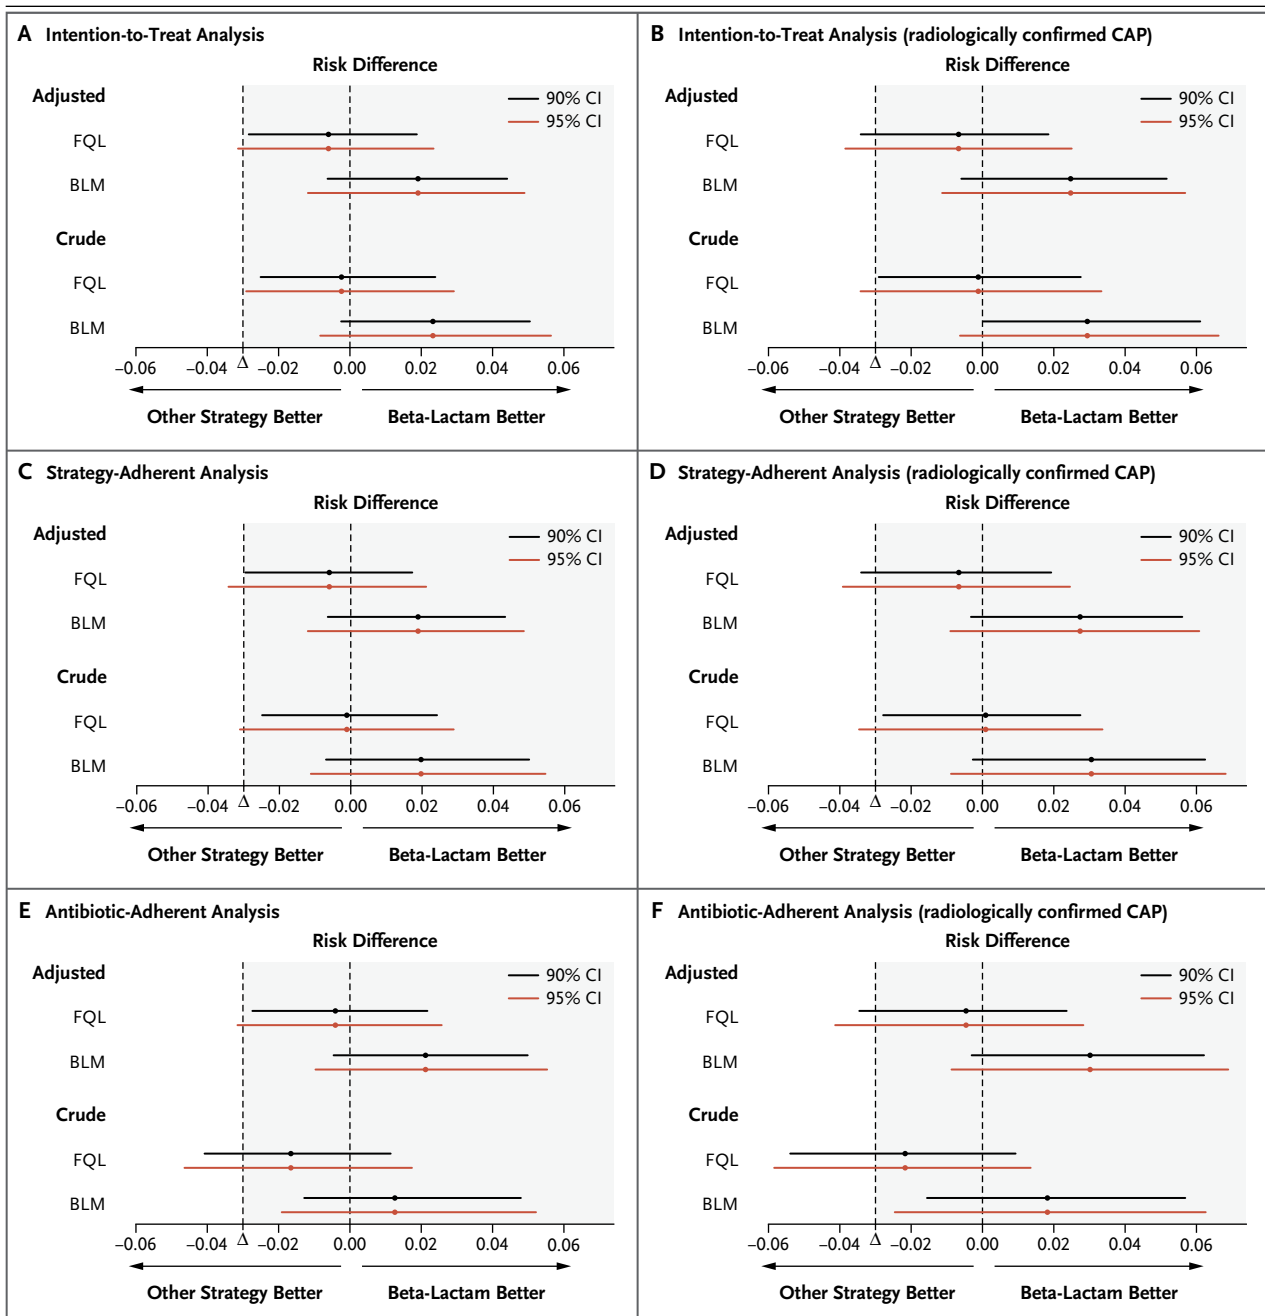 A Intention-to-Treat Analysis
Risk Difference
Adjusted
90% CI
95% CI
FQL
BLM
Crude
FQL
BLM
−0.06 −0.04 Δ −0.02 0.00 0.02 0.04 0.06
Other Strategy Better Beta-Lactam Better
B Intention-to-Treat Analysis (radiologically confirmed CAP)
Risk Difference
Adjusted
90% CI
95% CI
FQL
BLM
Crude
FQL
BLM
−0.06 −0.04 Δ −0.02 0.00 0.02 0.04 0.06
Other Strategy Better Beta-Lactam Better
C Strategy-Adherent Analysis
Risk Difference
Adjusted
90% CI
95% CI
FQL
BLM
Crude
FQL
BLM
−0.06 −0.04 Δ −0.02 0.00 0.02 0.04 0.06
Other Strategy Better Beta-Lactam Better
D Strategy-Adherent Analysis (radiologically confirmed CAP)
Risk Difference
Adjusted
90% CI
95% CI
FQL
BLM
Crude
FQL
BLM
−0.06 −0.04 Δ −0.02 0.00 0.02 0.04 0.06
Other Strategy Better Beta-Lactam Better
E Antibiotic-Adherent Analysis
Risk Difference
Adjusted
90% CI
95% CI
FQL
BLM
Crude
FQL
BLM
−0.06 −0.04 Δ −0.02 0.00 0.02 0.04 0.06
Other Strategy Better Beta-Lactam Better
F Antibiotic-Adherent Analysis (radiologically confirmed CAP)
Risk Difference
Adjusted
90% CI
95% CI
FQL
BLM
Crude
FQL
BLM
−0.06 −0.04 Δ −0.02 0.00 0.02 0.04 0.06
Other Strategy Better Beta-Lactam Better